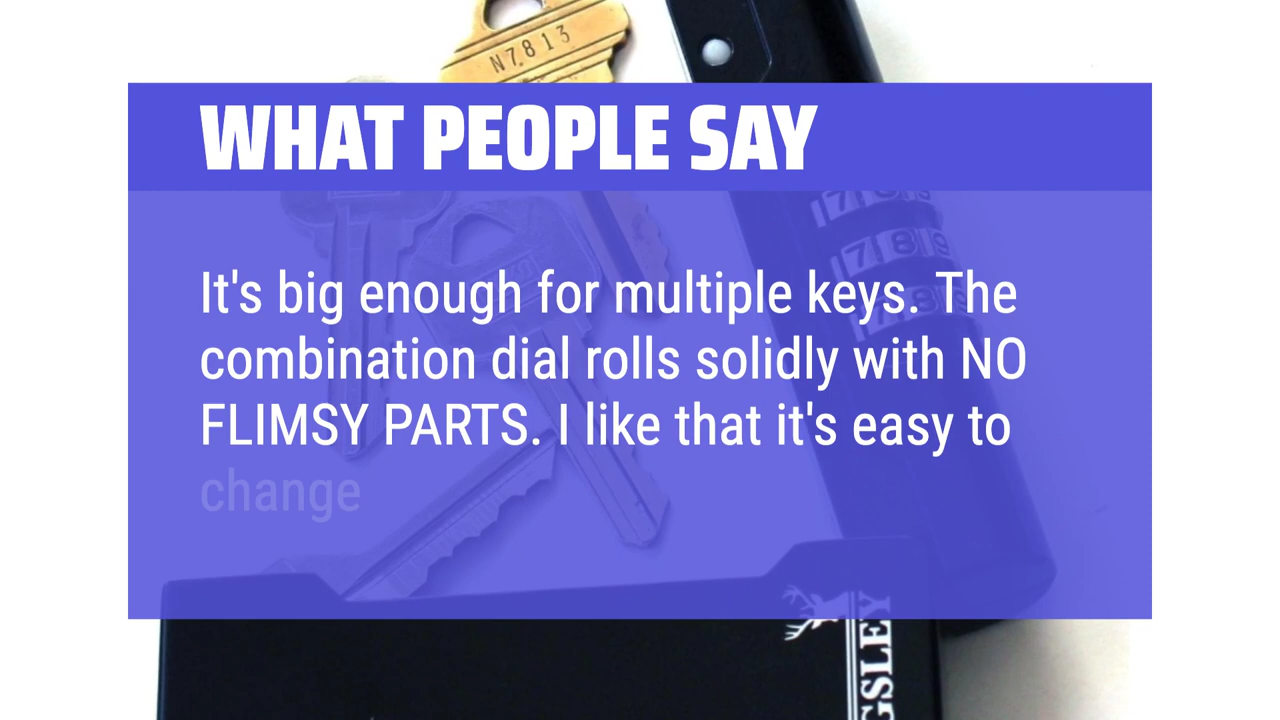 N7813
WHAT PEOPLE SAY
It's big enough for multiple keys. The
combination dial rolls solidly with NO
FLIMSY PARTS. I like that it's easy to
change